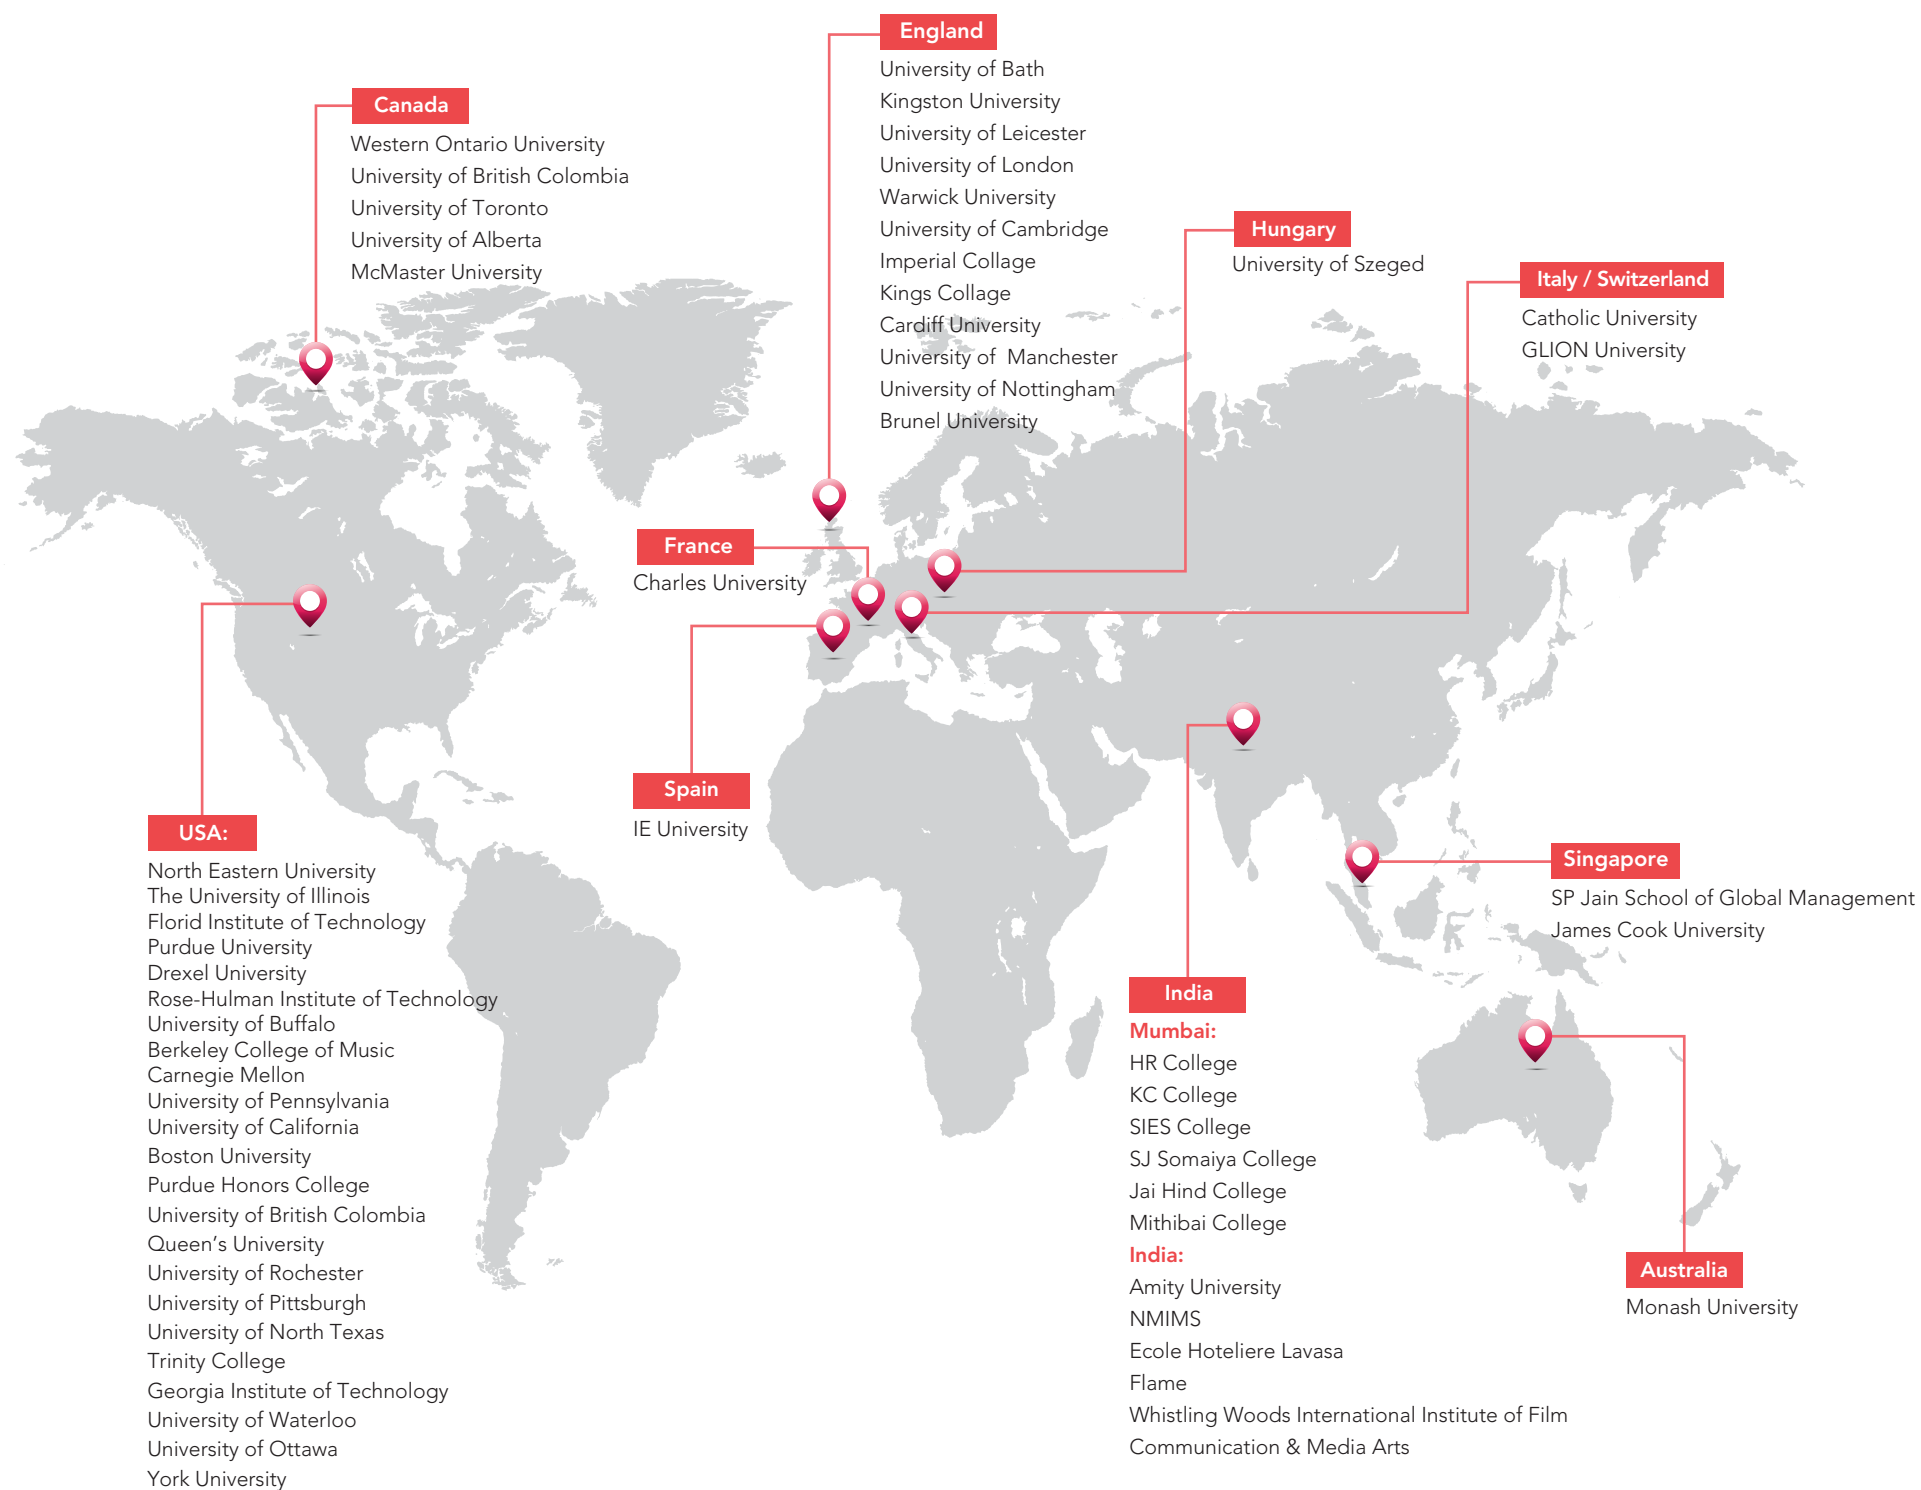 England
University of Bath
Kingston University
University of Leicester
University of London
Warwick University
University of Cambridge
Imperial Collage
Kings Collage
Cardiff University
University of Manchester
University of Nottingham
Brunel University
Canada
Western Ontario University
University of British Colombia
University of Toronto
University of Alberta
McMaster University
Hungary
University of Szeged
Italy / Switzerland
Catholic University
GLION University
France
Charles University
Spain
IE University
USA:
North Eastern University
The University of Illinois
Florid Institute of Technology
Purdue University
Drexel University
Rose-Hulman Institute of Technology
University of Buffalo
Berkeley College of Music
Carnegie Mellon
University of Pennsylvania
University of California
Boston University
Purdue Honors College
University of British Colombia
Queen's University
University of Rochester
University of Pittsburgh
University of North Texas
Trinity College
Georgia Institute of Technology
University of Waterloo
University of Ottawa
York University
Singapore
SP Jain School of Global Management
James Cook University
India
Mumbai:
HR College
KC College
SIES College
SJ Somaiya College
Jai Hind College
Mithibai College
India:
Amity University
NMIMS
Ecole Hoteliere Lavasa
Flame
Whistling Woods International Institute of Film
Communication & Media Arts
Australia
Monash University